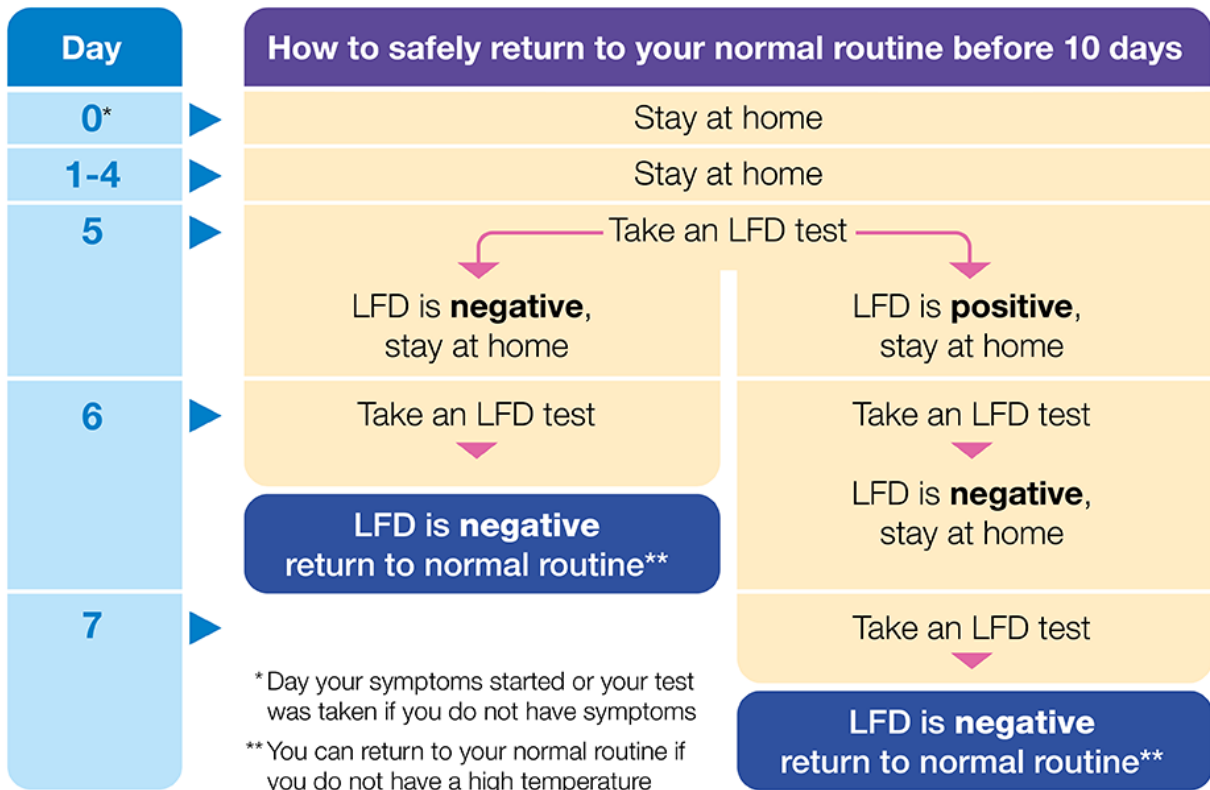 Day
How to safely return to your normal routine before 10 days
0*
Stay at home
1-4
Stay at home
5
Take an LFD test
LFD is negative,
stay at home
LFD is positive,
stay at home
6
Take an LFD test
LFD is negative
return to normal routine**
Take an LFD test
LFD is negative,
stay at home
7
Take an LFD test
LFD is negative
return to normal routine**
* Day your symptoms started or your test
was taken if you do not have symptoms
** You can return to your normal routine if
you do not have a high temperature